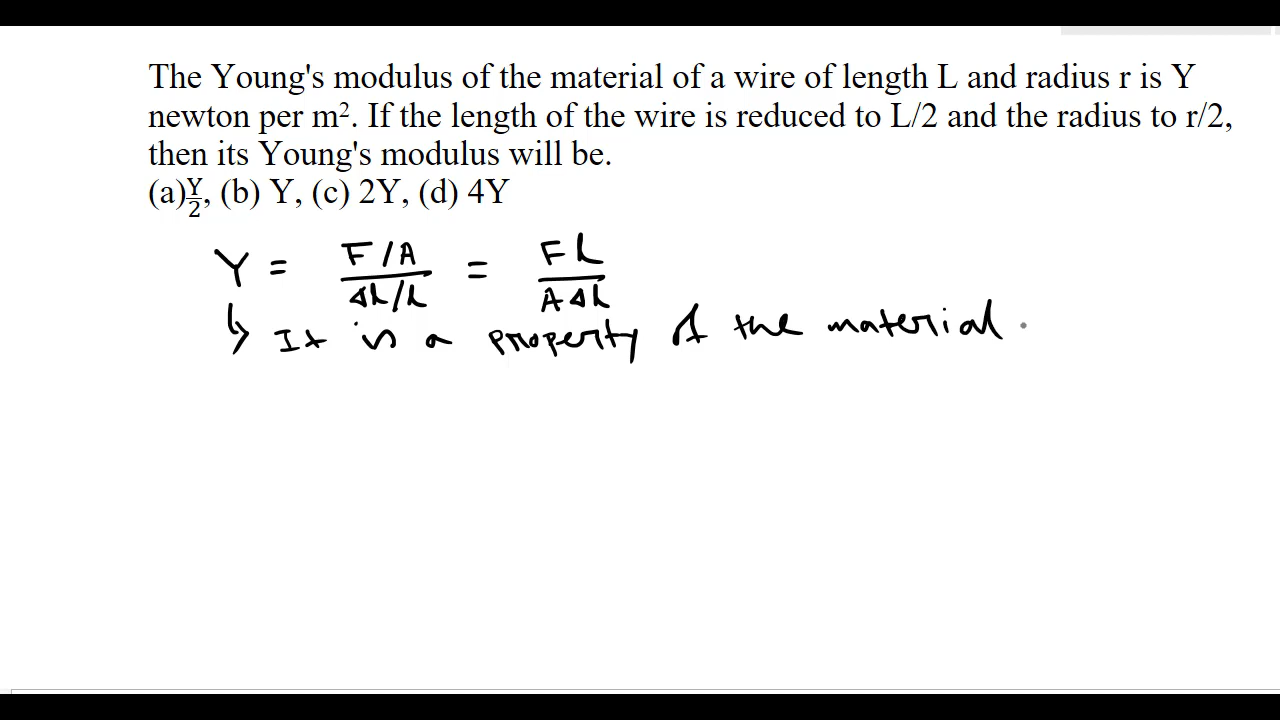 The Young's modulus of the material of a wire of length L and radius r is Y
newton per m². If the length of the wire is reduced to L/2 and the radius to r/2,
then its Young's modulus will be.
(a) Y/2, (b) Y, (c) 2Y, (d) 4Y
Y = (F/A)/(ΔL/L) = FL/(AΔL)
↳ It is a property of the material